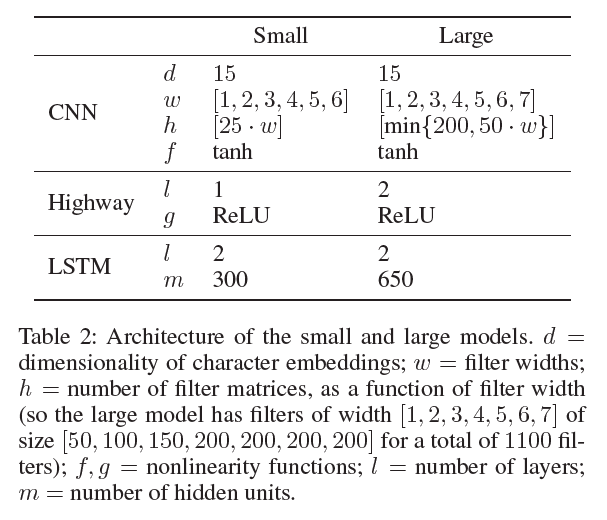 Small Large
CNN
d 15 15
w [1, 2, 3, 4, 5, 6] [1, 2, 3, 4, 5, 6, 7]
h [25 · w] [min{200, 50 · w}]
f tanh tanh
Highway
l 1 2
g ReLU ReLU
LSTM
l 2 2
m 300 650
Table 2: Architecture of the small and large models. d =
dimensionality of character embeddings; w = filter widths;
h = number of filter matrices, as a function of filter width
(so the large model has filters of width [1, 2, 3, 4, 5, 6, 7] of
size [50, 100, 150, 200, 200, 200, 200] for a total of 1100 fil-
ters); f, g = nonlinearity functions; l = number of layers;
m = number of hidden units.